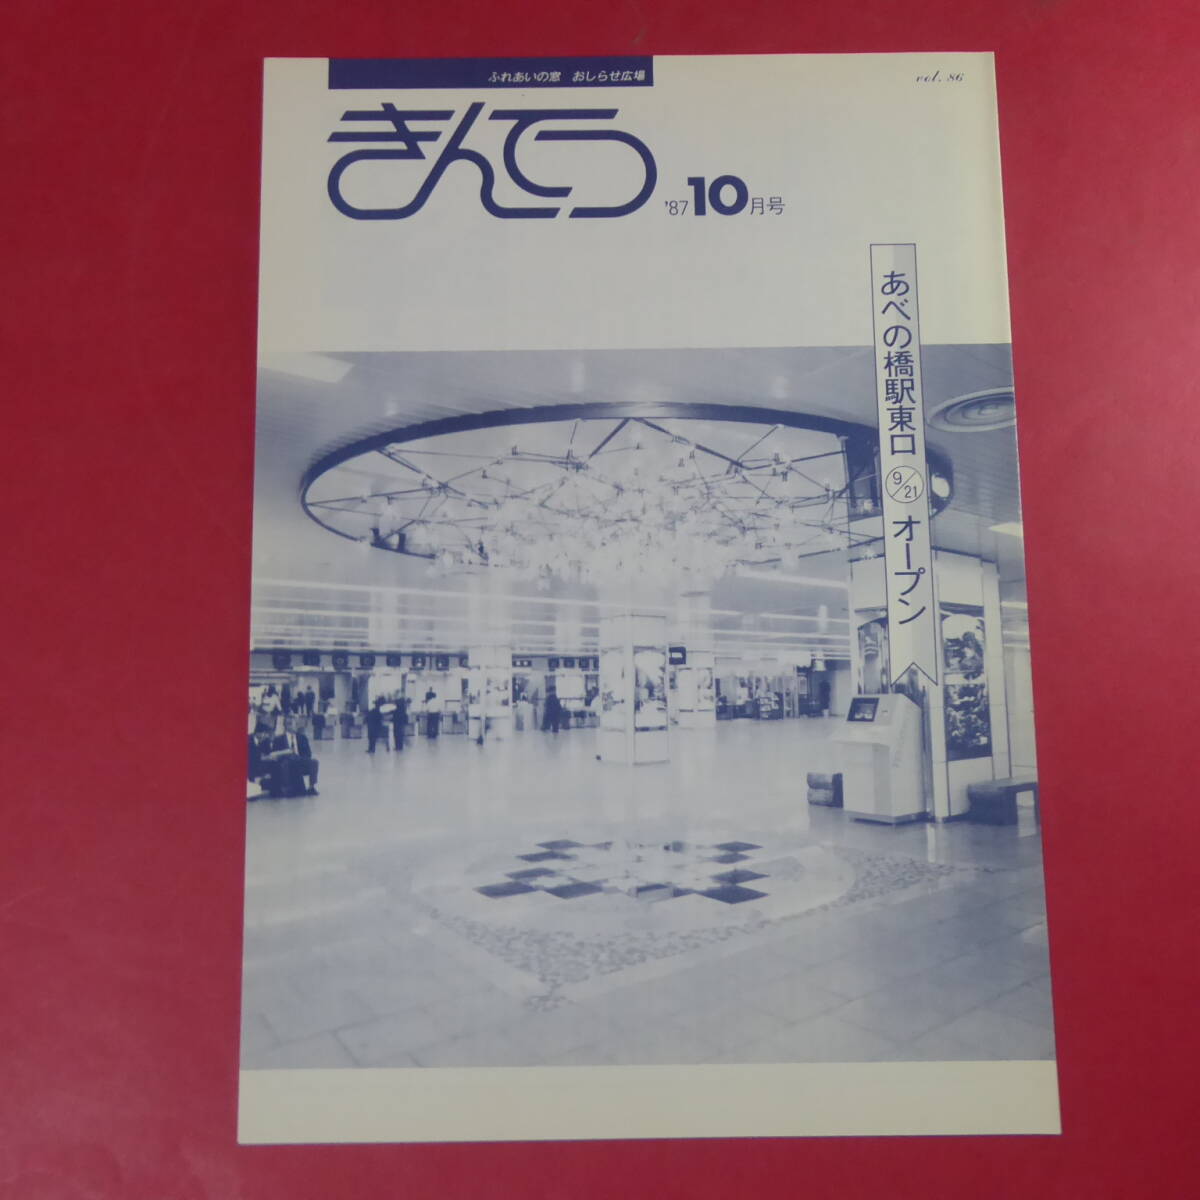 ふれあいの窓 おしらせ広場
vol. 86
きんてつ
'87 10月号
あべの橋駅東口 9/21 オープン